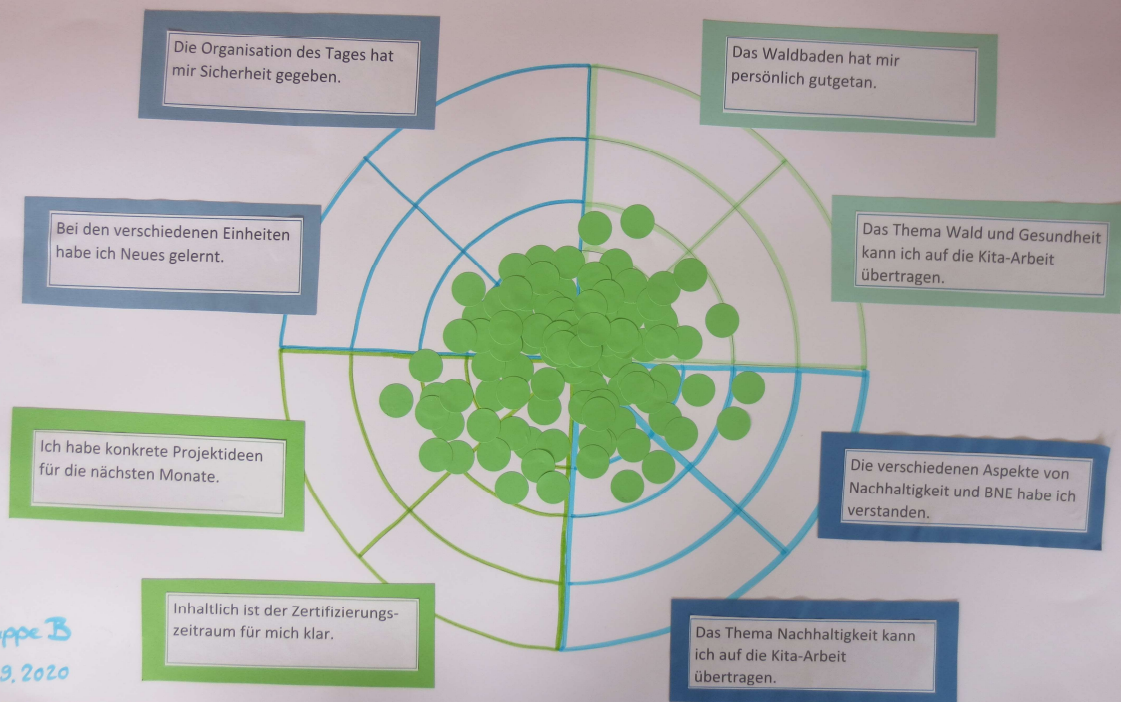 Die Organisation des Tages hat
mir Sicherheit gegeben.
Das Waldbaden hat mir
persönlich gutgetan.
Bei den verschiedenen Einheiten
habe ich Neues gelernt.
Das Thema Wald und Gesundheit
kann ich auf die Kita-Arbeit
übertragen.
Ich habe konkrete Projektideen
für die nächsten Monate.
Die verschiedenen Aspekte von
Nachhaltigkeit und BNE habe ich
verstanden.
Inhaltlich ist der Zertifizierungs-
zeitraum für mich klar.
Das Thema Nachhaltigkeit kann
ich auf die Kita-Arbeit
übertragen.
ppe B
9.2020